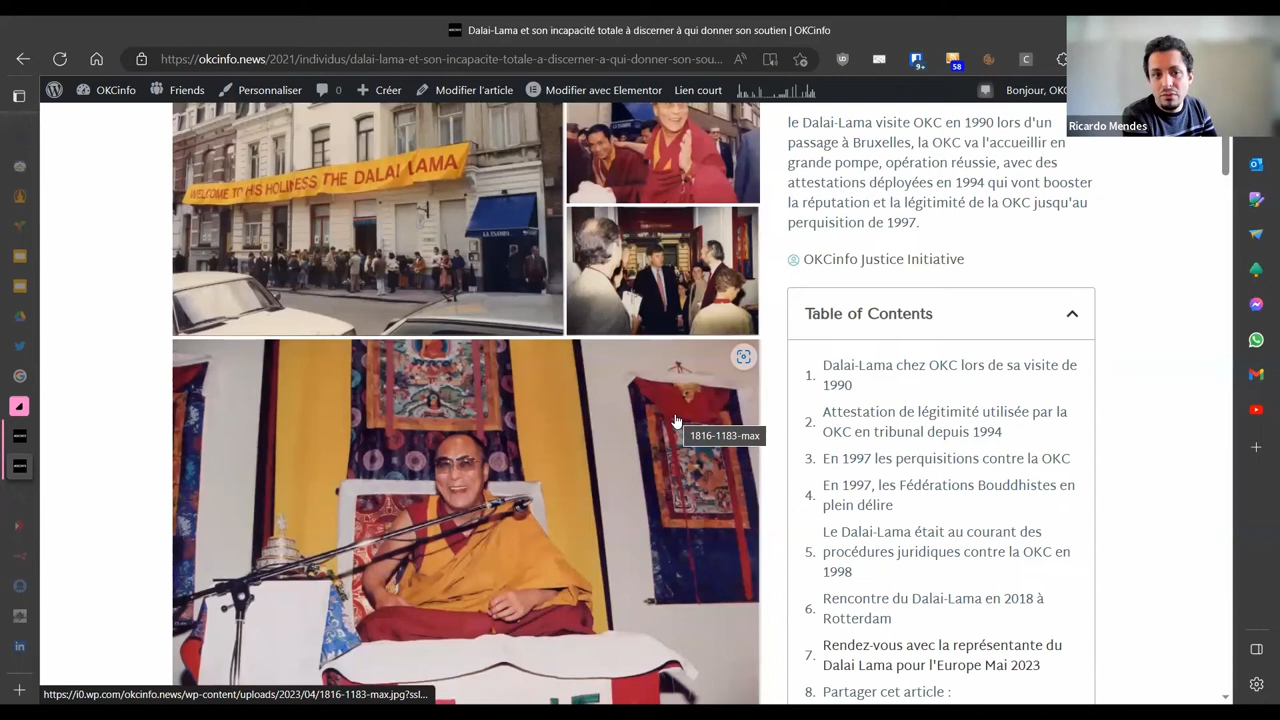 Dalai-Lama et son incapacité totale à discerner à qui donner son soutien | OKCinfo
https://okcinfo.news/2021/individus/dalai-lama-et-son-incapacite-totale-a-discerner-a-qui-donner-son-sou...
9+
58
C
OKCinfo
Friends
Personnaliser
0
Créer
Modifier l'article
Modifier avec Elementor
Lien court
Bonjour, OKC
Ricardo Mendes
WELCOME TO HIS HOLINESS THE DALAI LAMA
le Dalai-Lama visite OKC en 1990 lors d'un
passage à Bruxelles, la OKC va l'accueillir en
grande pompe, opération réussie, avec des
attestations déployées en 1994 qui vont booster
la réputation et la légitimité de la OKC jusqu'au
perquisition de 1997.
OKCinfo Justice Initiative
Table of Contents
1. Dalai-Lama chez OKC lors de sa visite de
1990
2. Attestation de légitimité utilisée par la
OKC en tribunal depuis 1994
3. En 1997 les perquisitions contre la OKC
4. En 1997, les Fédérations Bouddhistes en
plein délire
5. Le Dalai-Lama était au courant des
procédures juridiques contre la OKC en
1998
6. Rencontre du Dalai-Lama en 2018 à
Rotterdam
7. Rendez-vous avec la représentante du
Dalai Lama pour l'Europe Mai 2023
8. Partager cet article :
1816-1183-max
https://i0.wp.com/okcinfo.news/wp-content/uploads/2023/04/1816-1183-max.jpg?ssl...